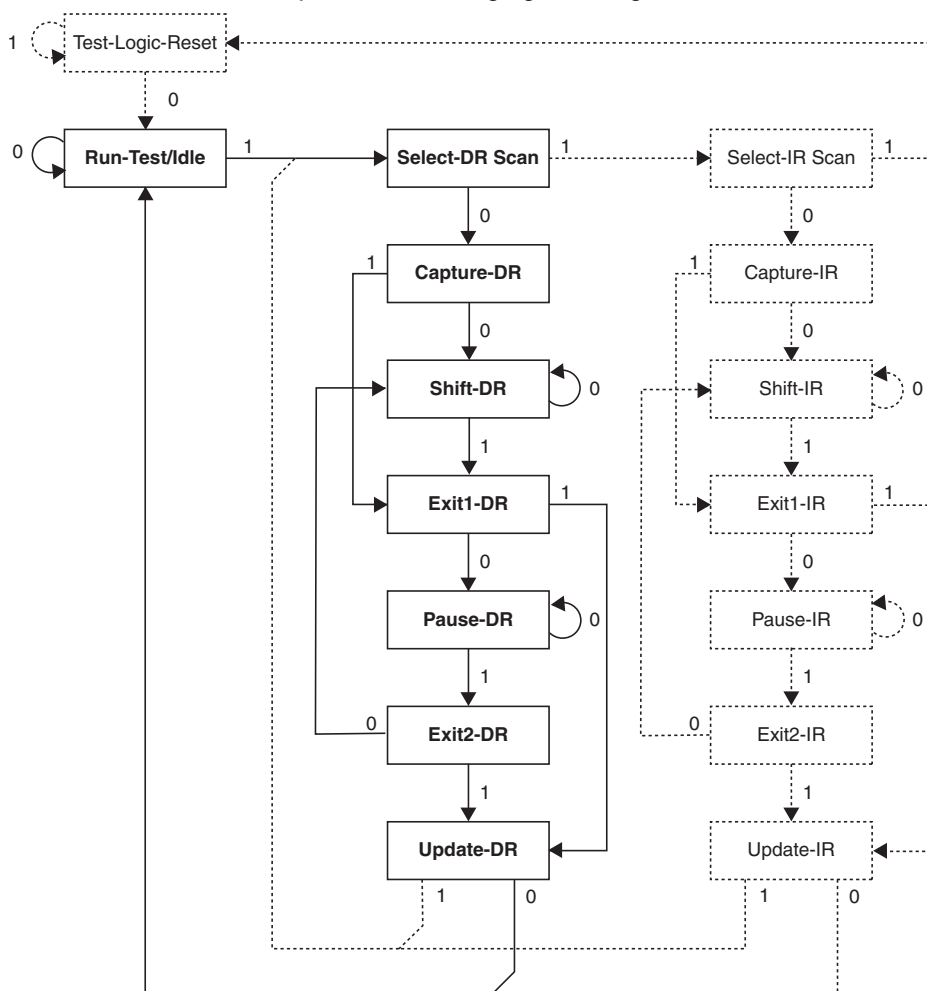 1
Test-Logic-Reset
0
0
Run-Test/Idle
1
Select-DR Scan
1
Select-IR Scan
1
0
0
1
Capture-DR
1
Capture-IR
0
0
Shift-DR
0
Shift-IR
0
1
1
Exit1-DR
1
Exit1-IR
1
0
0
Pause-DR
0
Pause-IR
0
1
1
0
Exit2-DR
0
Exit2-IR
1
1
Update-DR
Update-IR
1
0
1
0